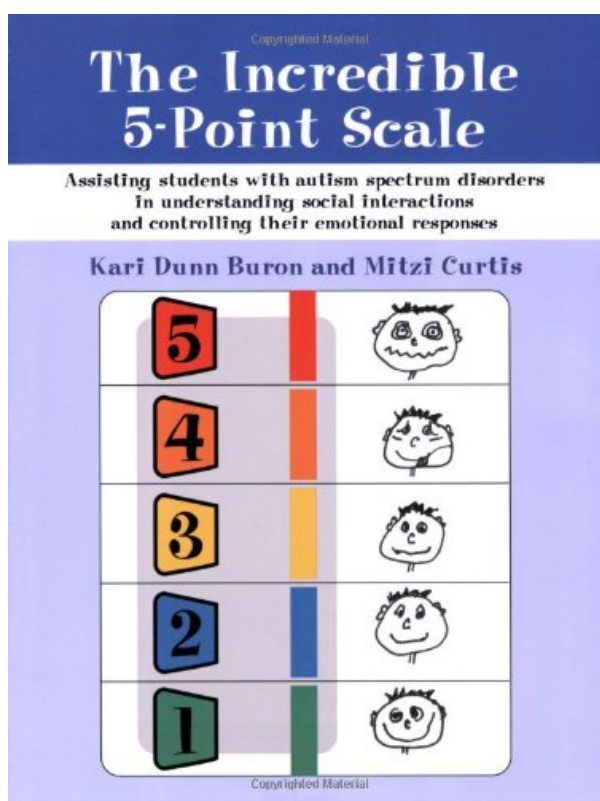 Copyrighted Material
The Incredible
5-Point Scale
Assisting students with autism spectrum disorders
in understanding social interactions
and controlling their emotional responses
Kari Dunn Buron and Mitzi Curtis
5
4
3
2
1
Copyrighted Material